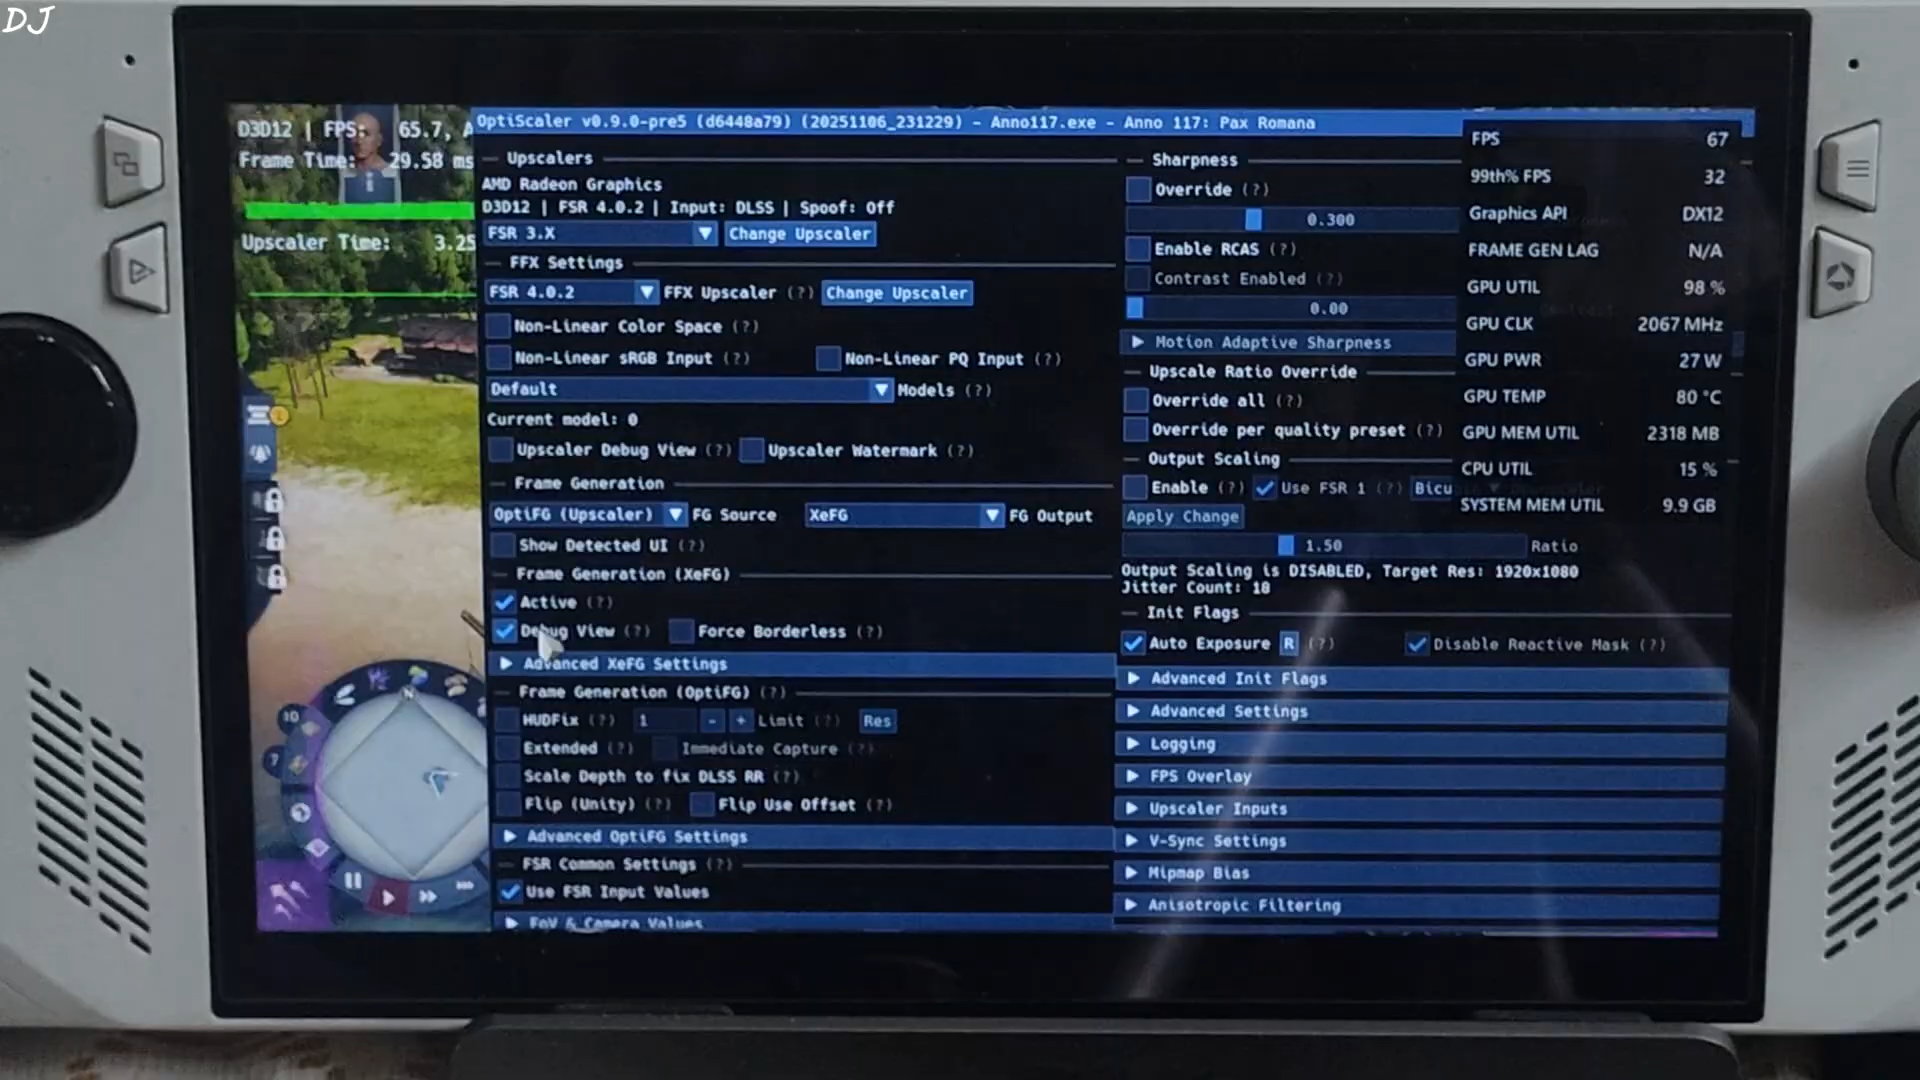 DJ
D3D12 | FPS: 65.7, A
Frame Time: 29.58 ms
Upscaler Time: 3.25
OptiScaler v0.9.0-pre5 (d6448a79) (20251106_231229) - Anno117.exe - Anno 117: Pax Romana
Upscalers
AMD Radeon Graphics
D3D12 | FSR 4.0.2 | Input: DLSS | Spoof: Off
FSR 3.X Change Upscaler
FFX Settings
FSR 4.0.2 FFX Upscaler (?) Change Upscaler
Non-Linear Color Space (?)
Non-Linear sRGB Input (?) Non-Linear PQ Input (?)
Default Models (?)
Current model: 0
Upscaler Debug View (?) Upscaler Watermark (?)
Frame Generation
OptiFG (Upscaler) FG Source XeFG FG Output
Show Detected UI (?)
Frame Generation (XeFG)
Active (?)
Debug View (?) Force Borderless (?)
Advanced XeFG Settings
Frame Generation (OptiFG) (?)
HUDFix (?) 1 - + Limit (?) Res
Extended (?) Immediate Capture (?)
Scale Depth to fix DLSS RR (?)
Flip (Unity) (?) Flip Use Offset (?)
Advanced OptiFG Settings
FSR Common Settings (?)
Use FSR Input Values
FoV & Camera Values
Sharpness
Override (?)
0.300
Enable RCAS (?)
Contrast Enabled (?)
0.00
Motion Adaptive Sharpness
Upscale Ratio Override
Override all (?)
Override per quality preset (?)
Output Scaling
Enable (?) Use FSR 1 (?) Bicu
Apply Change
1.50 Ratio
Output Scaling is DISABLED, Target Res: 1920x1080
Jitter Count: 18
Init Flags
Auto Exposure R (?) Disable Reactive Mask (?)
Advanced Init Flags
Advanced Settings
Logging
FPS Overlay
Upscaler Inputs
V-Sync Settings
Mipmap Bias
Anisotropic Filtering
FPS 67
99th% FPS 32
Graphics API DX12
FRAME GEN LAG N/A
GPU UTIL 98 %
GPU CLK 2067 MHz
GPU PWR 27 W
GPU TEMP 80 °C
GPU MEM UTIL 2318 MB
CPU UTIL 15 %
SYSTEM MEM UTIL 9.9 GB
N